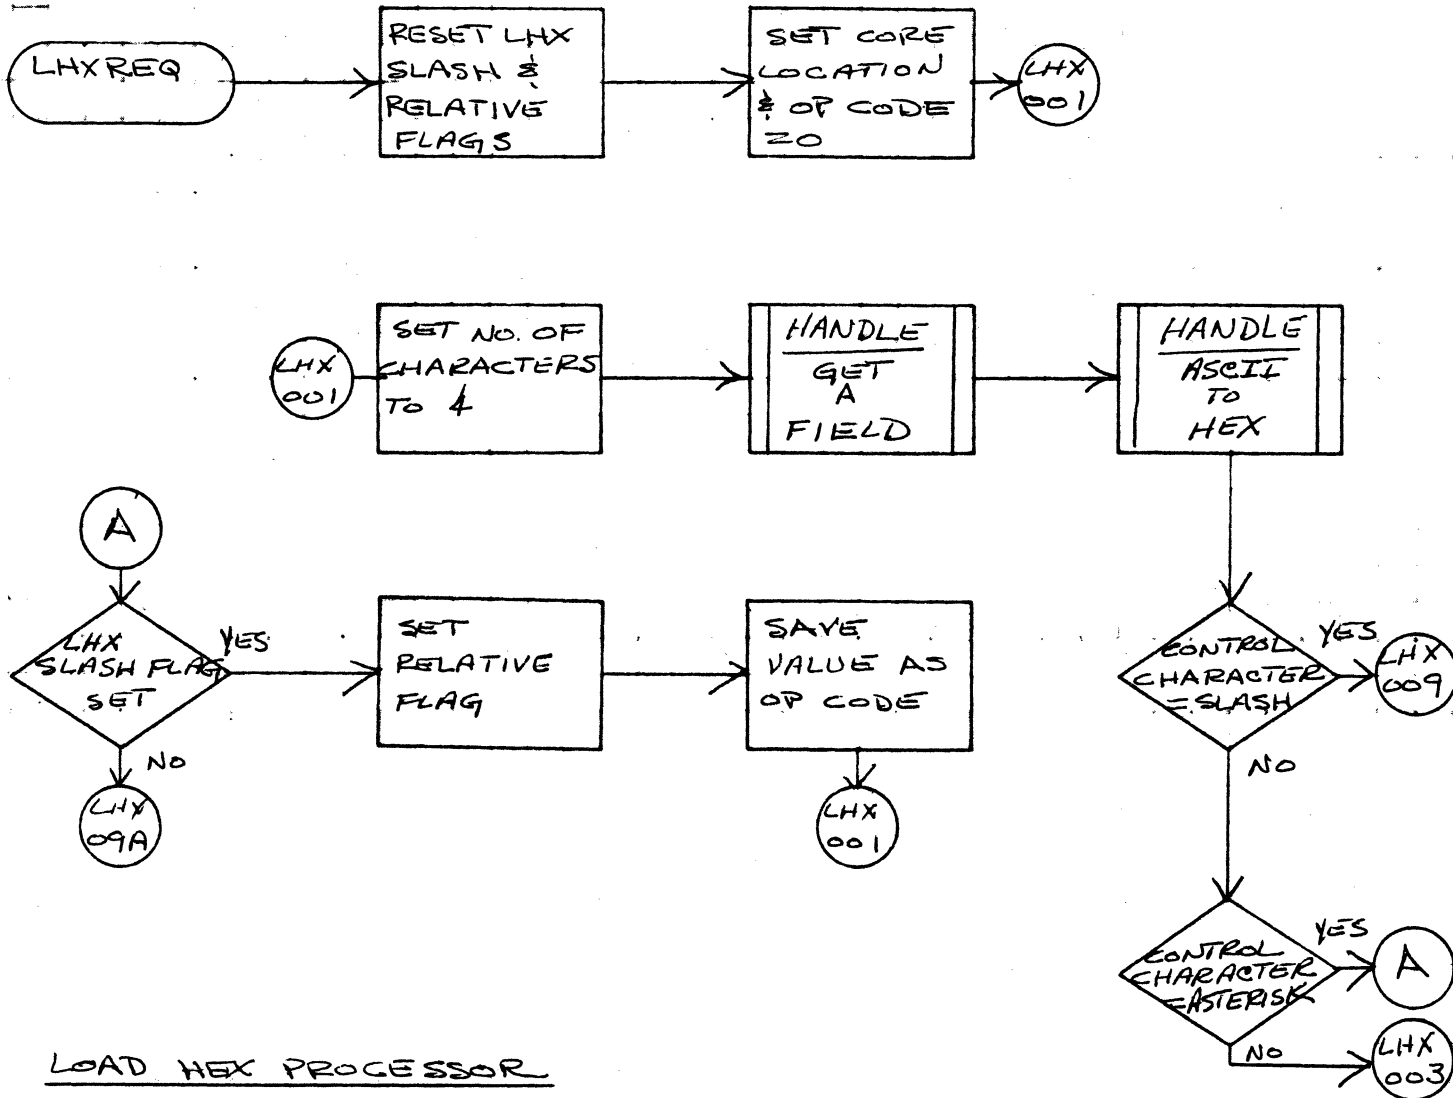 LHXREQ
RESET LHX
SLASH &
RELATIVE
FLAGS
SET CORE
LOCATION
& OP CODE
ZO
LHX
001
LHX
001
SET NO. OF
CHARACTERS
TO 4
HANDLE
GET
A
FIELD
HANDLE
ASCII
TO
HEX
A
LHX
SLASH FLAG
SET
YES
NO
LHX
09A
SET
RELATIVE
FLAG
SAVE
VALUE AS
OP CODE
LHX
001
CONTROL
CHARACTER
=SLASH
YES
LHX
009
NO
CONTROL
CHARACTER
=ASTERISK
YES
A
NO
LHX
003
LOAD HEX PROCESSOR